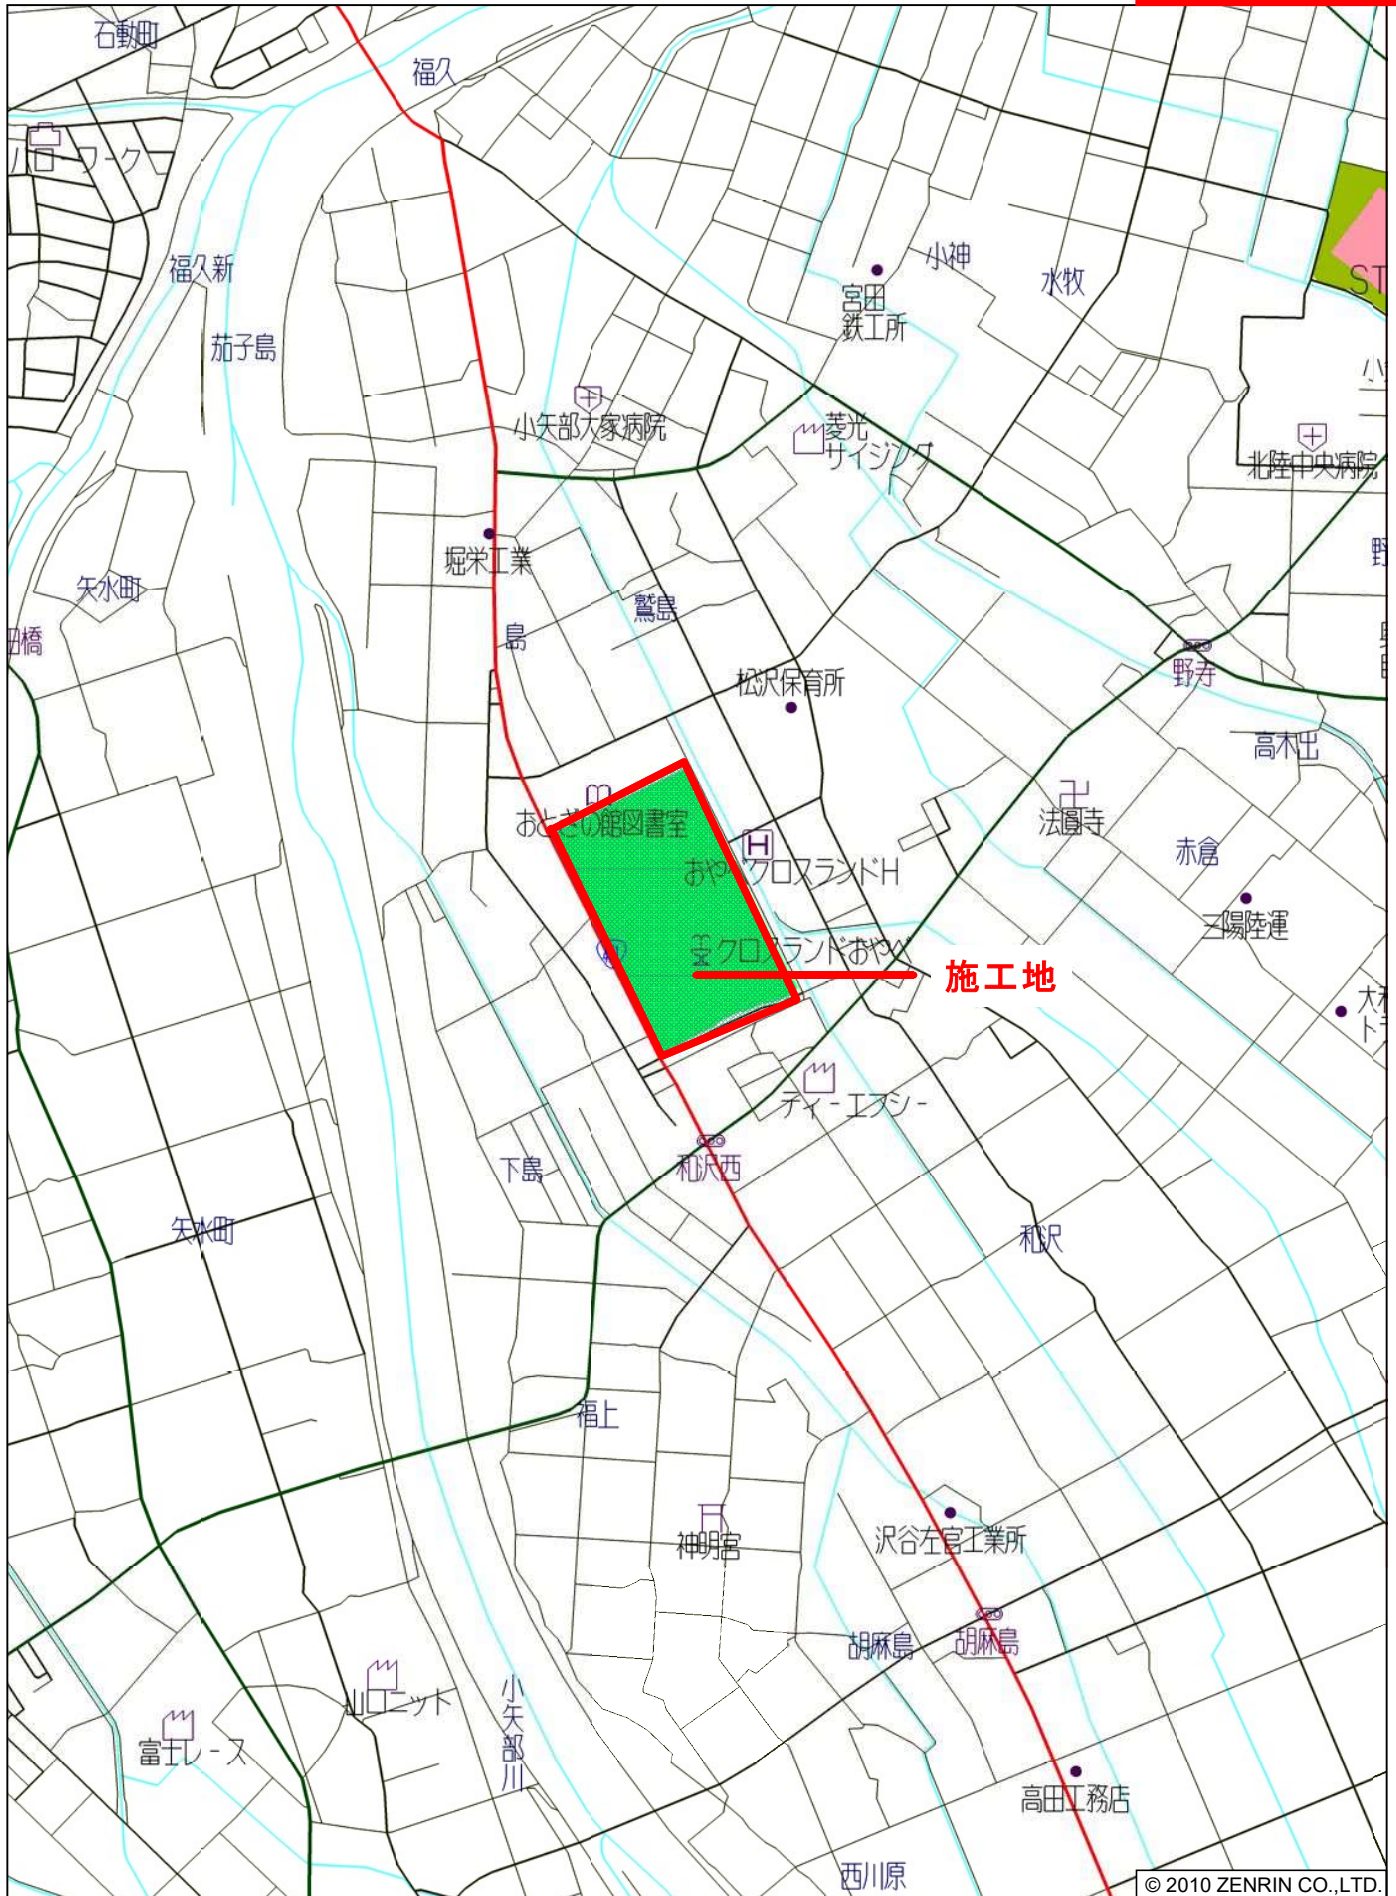 石動町
福久
ハローワーク
福久新
茄子島
小神
水牧
宮田
鉄工所
ST
小矢部大家病院
菱光
サイジング
北陸中央病院
堀栄工業
矢水町
鷲島
島
田橋
松沢保育所
野寺
高木出
おとぎの館図書室
法圓寺
赤倉
おやべクロスランドH
三陽陸運
クロスランドおやべ
施工地
ティーエフシー
下島
和沢西
矢水町
和沢
福上
神明宮
沢谷左官工業所
胡麻島
胡麻島
山口ニット
小矢部川
富士レース
高田工務店
西川原
© 2010 ZENRIN CO.,LTD.